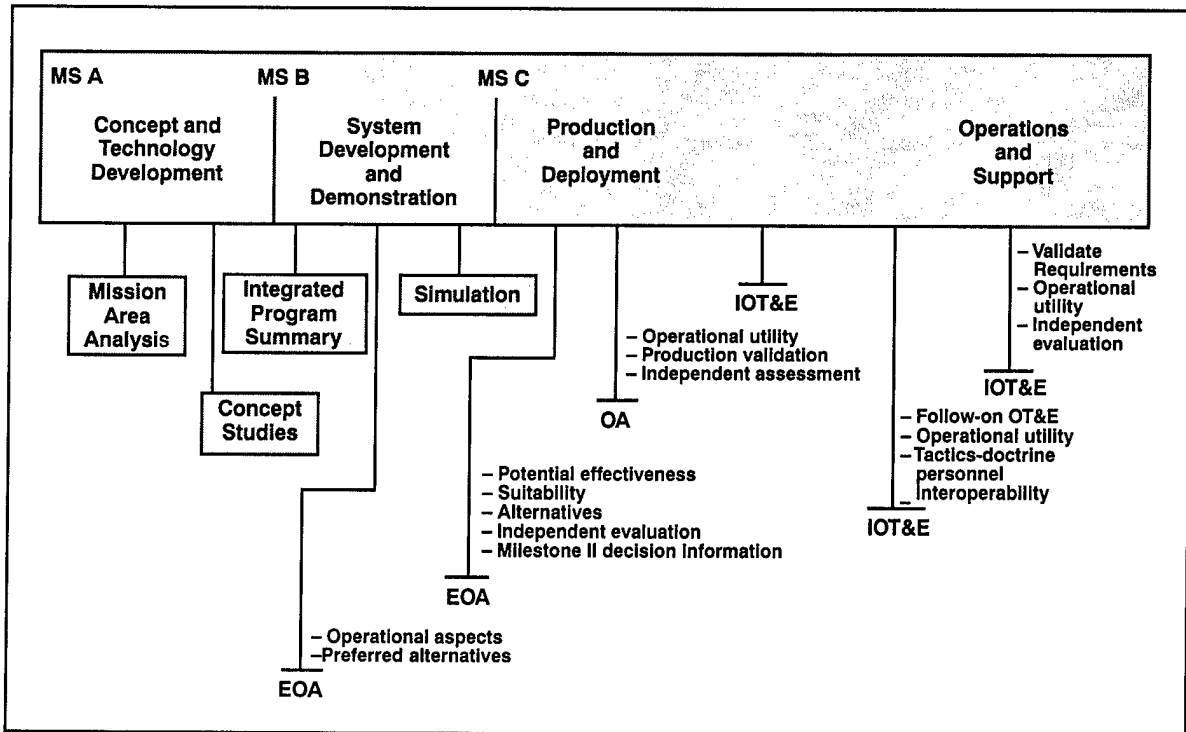 MS A
MS B
MS C
Concept and
Technology
Development
System
Development
and
Demonstration
Production
and
Deployment
Operations
and
Support
Mission
Area
Analysis
Concept
Studies
Integrated
Program
Summary
Simulation
IOT&E
– Validate
Requirements
– Operational
utility
– Independent
evaluation
IOT&E
– Operational utility
– Production validation
– Independent assessment
OA
– Follow-on OT&E
– Operational utility
– Tactics-doctrine
personnel
– Interoperability
IOT&E
– Potential effectiveness
– Suitability
– Alternatives
– Independent evaluation
– Milestone II decision information
EOA
– Operational aspects
–Preferred alternatives
EOA